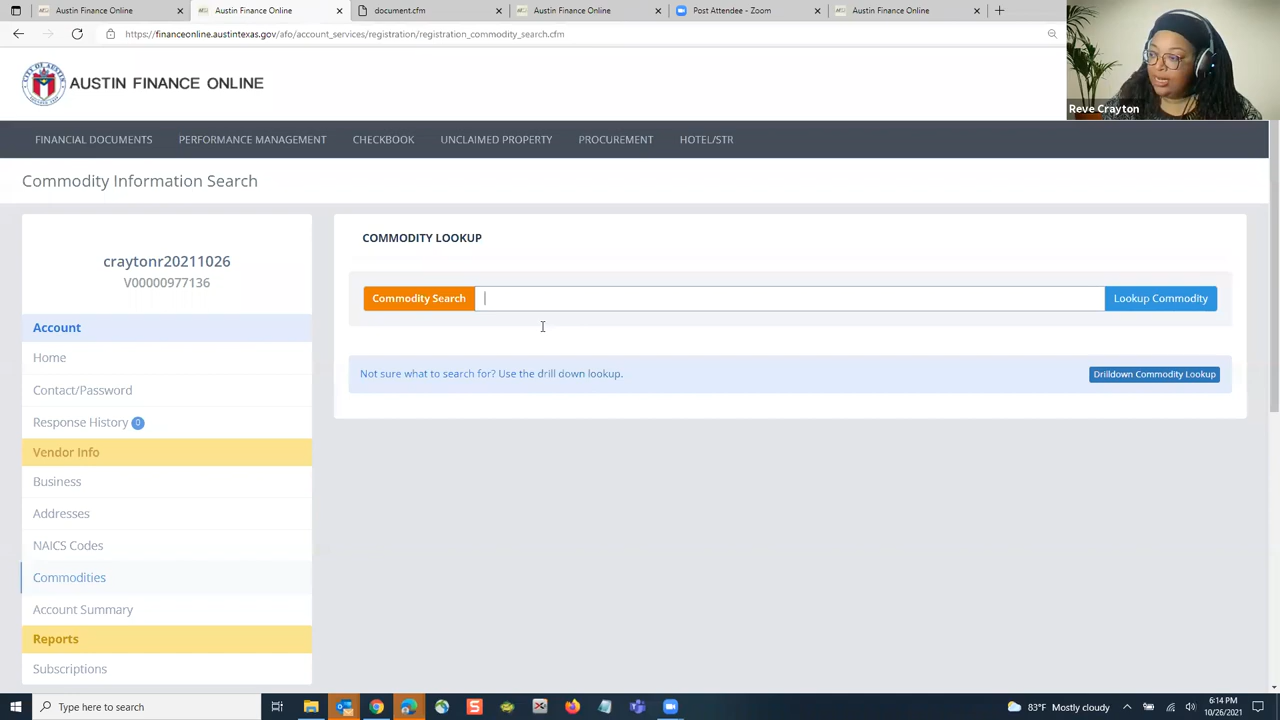 Austin Finance Online
Austin Finance Online
document.cfm
Austin Finance Online
Post Attendee - Zoom
Austin Finance Online
https://financeonline.austintexas.gov/afo/account_services/registration/registration_commodity_search.cfm
AUSTIN FINANCE ONLINE
Reve Crayton
FINANCIAL DOCUMENTS
PERFORMANCE MANAGEMENT
CHECKBOOK
UNCLAIMED PROPERTY
PROCUREMENT
HOTEL/STR
Commodity Information Search
craytonr20211026
V00000977136
Account
Home
Contact/Password
Response History 0
Vendor Info
Business
Addresses
NAICS Codes
Commodities
Account Summary
Reports
Subscriptions
COMMODITY LOOKUP
Commodity Search
Lookup Commodity
Not sure what to search for? Use the drill down lookup.
Drilldown Commodity Lookup
Type here to search
83°F Mostly cloudy
6:14 PM
10/26/2021